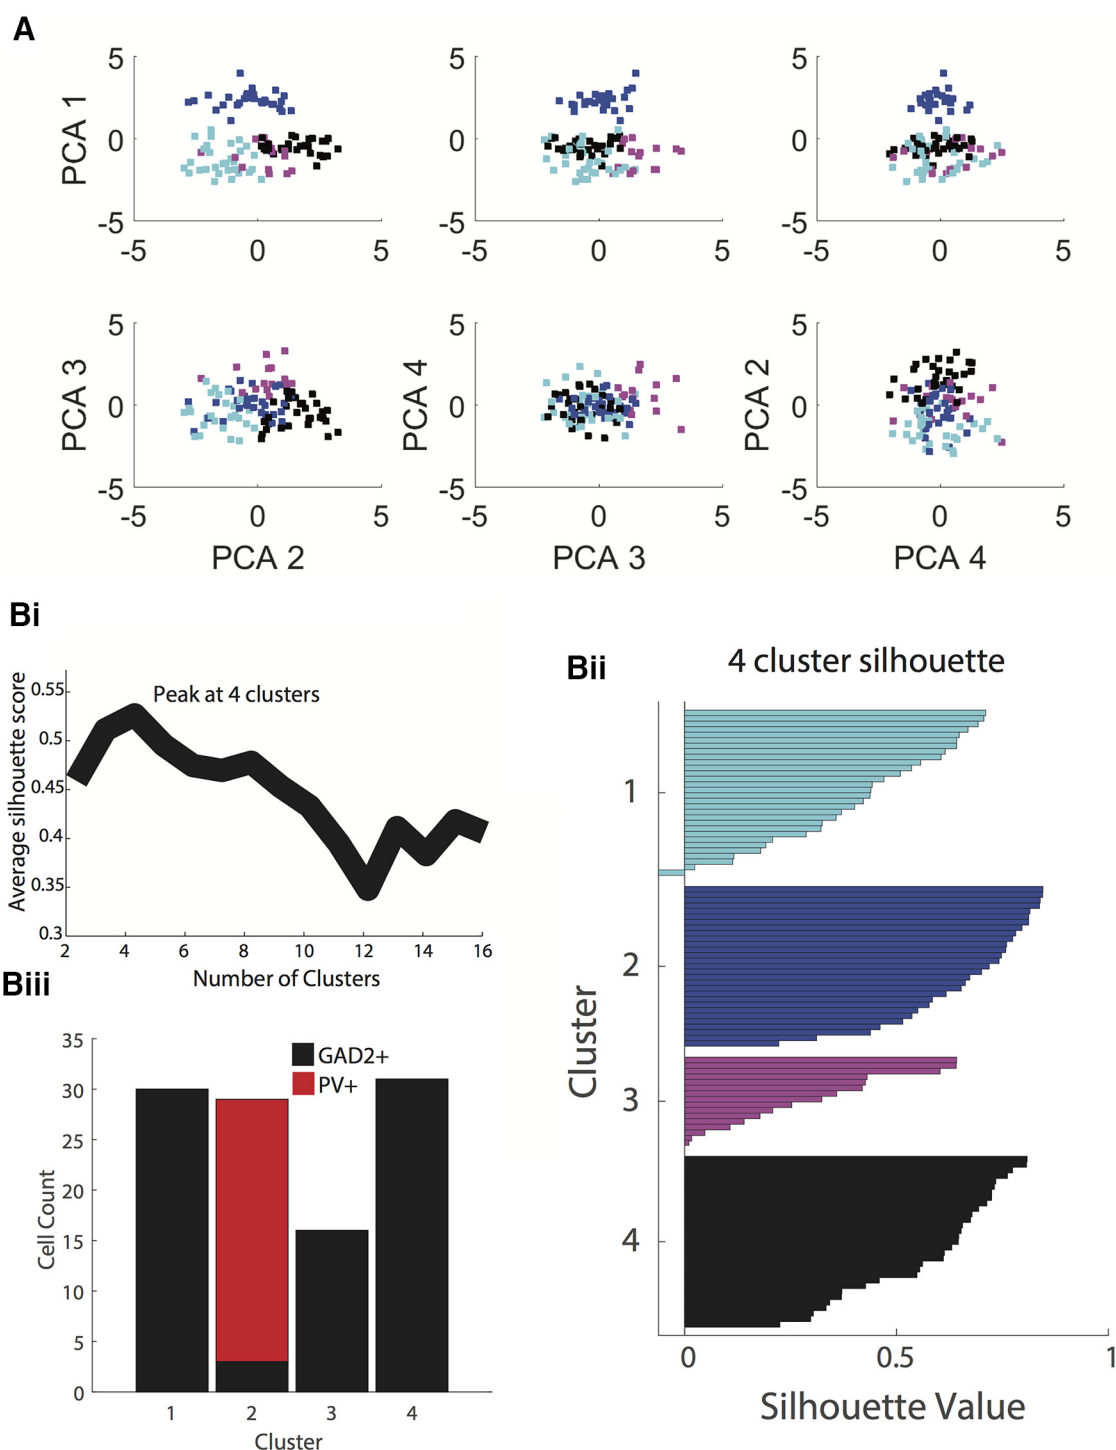 A
5 5 5
PCA 1 0 0 0
-5 -5 -5
-5 0 5 -5 0 5 -5 0 5
5 5 5
PCA 3 0 PCA 4 0 PCA 2 0
-5 -5 -5
-5 0 5 -5 0 5 -5 0 5
PCA 2 PCA 3 PCA 4
Bi
Average silhouette score
0.55
0.5
0.45
0.4
0.35
0.3
Peak at 4 clusters
2 4 6 8 10 12 14 16
Number of Clusters
Bii
4 cluster silhouette
Cluster
1
2
3
4
0 0.5 1
Silhouette Value
Biii
Cell Count
35
30
25
20
15
10
5
0
GAD2+
PV+
1 2 3 4
Cluster